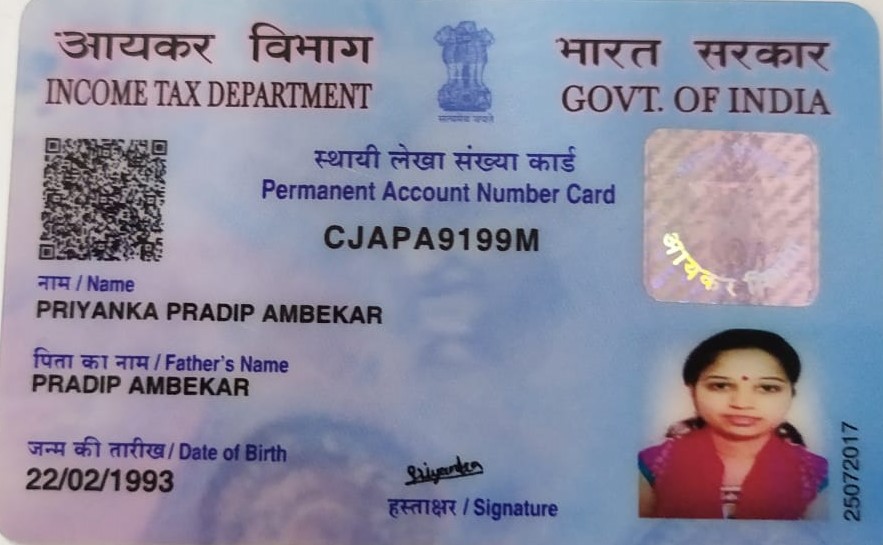 आयकर विभाग
INCOME TAX DEPARTMENT
सत्यमेव जयते
भारत सरकार
GOVT. OF INDIA
स्थायी लेखा संख्या कार्ड
Permanent Account Number Card
CJAPA9199M
आयकर
नाम / Name
PRIYANKA PRADIP AMBEKAR
पिता का नाम / Father's Name
PRADIP AMBEKAR
जन्म की तारीख / Date of Birth
22/02/1993
Priyanka
हस्ताक्षर / Signature
25072017